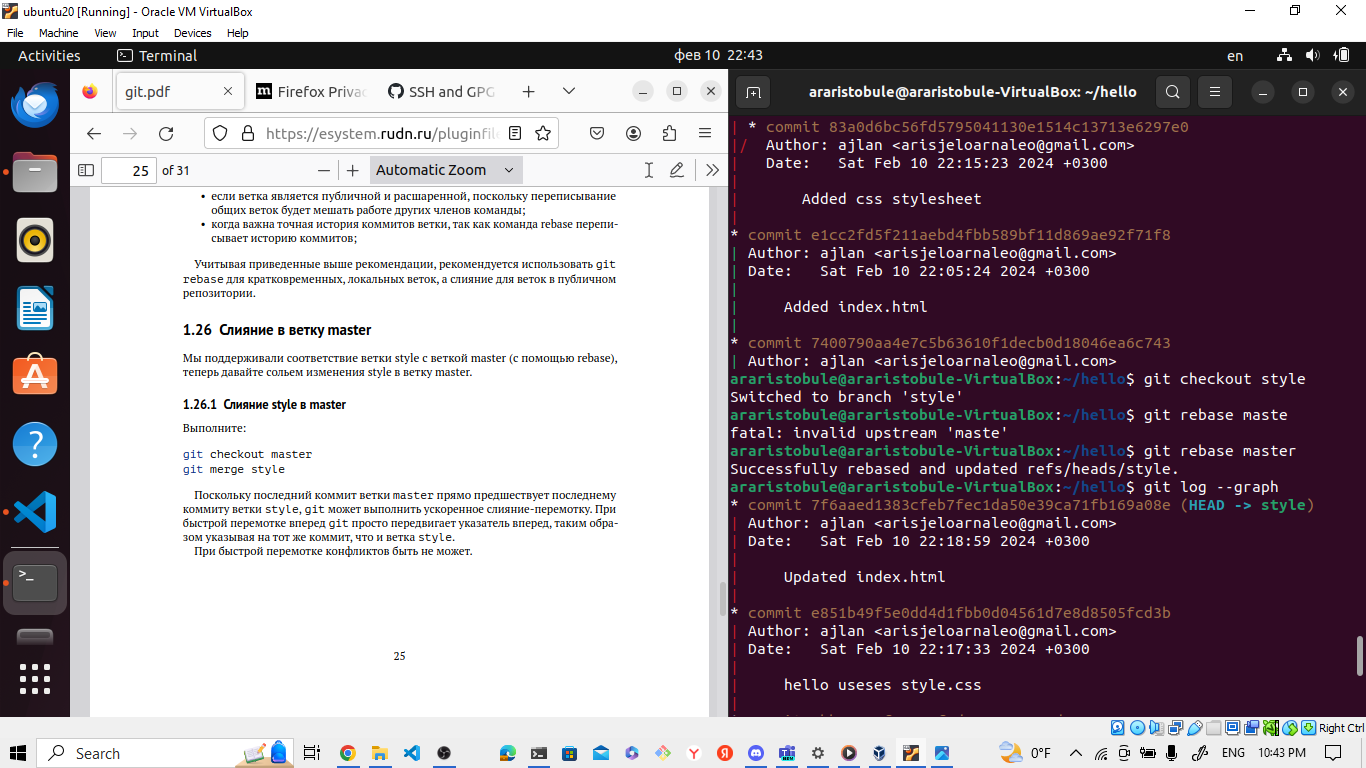 ubuntu20 [Running] - Oracle VM VirtualBox
File Machine View Input Devices Help
Activities Terminal фев 10 22:43 en
git.pdf Firefox Priva SSH and GPG
https://esystem.rudn.ru/pluginfile
25 of 31 Automatic Zoom
• если ветка является публичной и расшаренной, поскольку переписывание
общих веток будет мешать работе других членов команды;
• когда важна точная история коммитов ветки, так как команда rebase перепи-
сывает историю коммитов;
Учитывая приведенные выше рекомендации, рекомендуется использовать git
rebase для кратковременных, локальных веток, а слияние для веток в публичном
репозитории.
1.26 Слияние в ветку master
Мы поддерживали соответствие ветки style с веткой master (с помощью rebase),
теперь давайте сольем изменения style в ветку master.
1.26.1 Слияние style в master
Выполните:
git checkout master
git merge style
Поскольку последний коммит ветки master прямо предшествует последнему
коммиту ветки style, git может выполнить ускоренное слияние-перемотку. При
быстрой перемотке вперед git просто передвигает указатель вперед, таким обра-
зом указывая на тот же коммит, что и ветка style.
При быстрой перемотке конфликтов быть не может.
25
araristobule@araristobule-VirtualBox: ~/hello
| * commit 83a0d6bc56fd5795041130e1514c13713e6297e0
|/ Author: ajlan <arisjeloarnaleo@gmail.com>
| Date: Sat Feb 10 22:15:23 2024 +0300
|
| Added css stylesheet
|
* commit e1cc2fd5f211aebd4fbb589bf11d869ae92f71f8
| Author: ajlan <arisjeloarnaleo@gmail.com>
| Date: Sat Feb 10 22:05:24 2024 +0300
|
| Added index.html
|
* commit 7400790aa4e7c5b63610f1decb0d18046ea6c743
| Author: ajlan <arisjeloarnaleo@gmail.com>
araristobule@araristobule-VirtualBox:~/hello$ git checkout style
Switched to branch 'style'
araristobule@araristobule-VirtualBox:~/hello$ git rebase maste
fatal: invalid upstream 'maste'
araristobule@araristobule-VirtualBox:~/hello$ git rebase master
Successfully rebased and updated refs/heads/style.
araristobule@araristobule-VirtualBox:~/hello$ git log --graph
* commit 7f6aaed1383cfeb7fec1da50e39ca71fb169a08e (HEAD -> style)
| Author: ajlan <arisjeloarnaleo@gmail.com>
| Date: Sat Feb 10 22:18:59 2024 +0300
|
| Updated index.html
|
* commit e851b49f5e0dd4d1fbb0d04561d7e8d8505fcd3b
| Author: ajlan <arisjeloarnaleo@gmail.com>
| Date: Sat Feb 10 22:17:33 2024 +0300
|
| hello useses style.css
|
Right Ctrl
Search 0°F ENG 10:43 PM